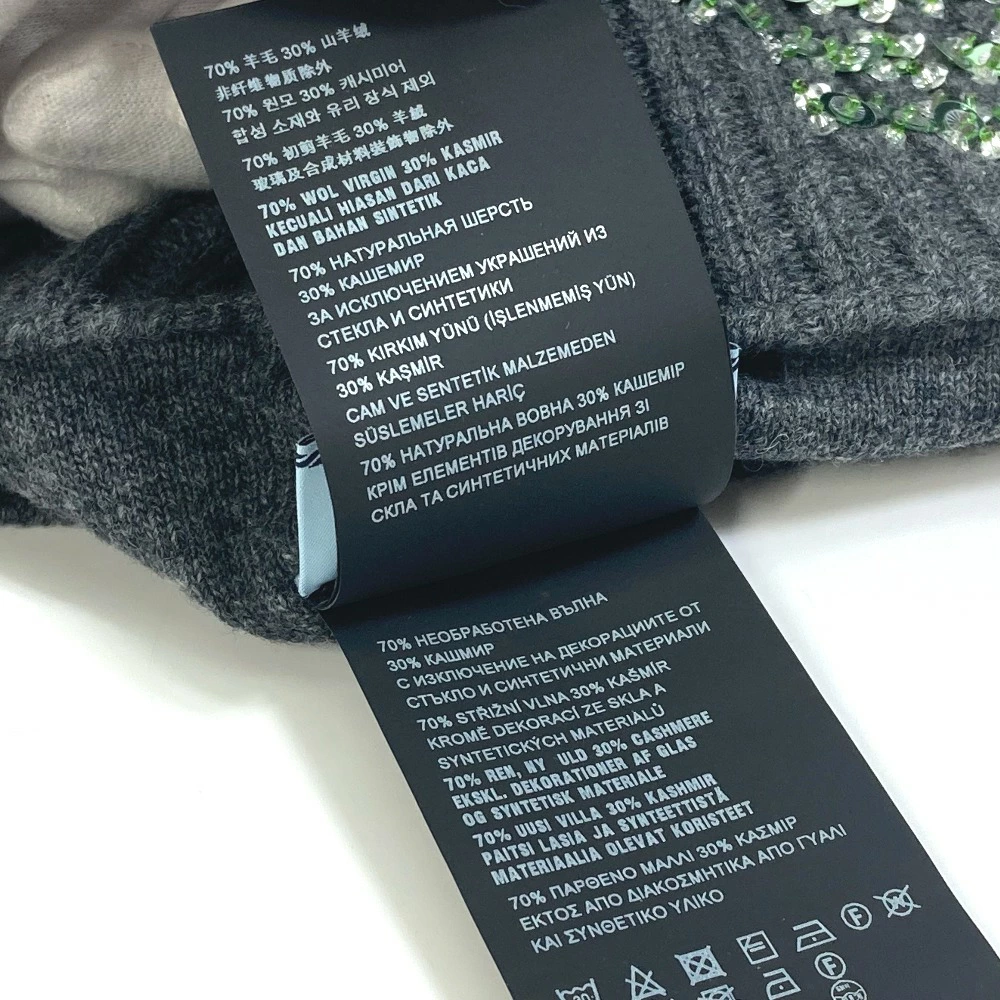 70% 羊毛 30% 山羊绒
非纤维物质除外
70% 원모 30% 캐시미어
합성 소재와 유리 장식 제외
70% 初剪羊毛 30% 羊絨
玻璃及合成材料装飾物除外
70% WOL VIRGIN 30% KASMIR
KECUALI HIASAN DARI KACA
DAN BAHAN SINTETIK
70% НАТУРАЛЬНАЯ ШЕРСТЬ
30% КАШЕМИР
ЗА ИСКЛЮЧЕНИЕМ УКРАШЕНИЙ ИЗ
СТЕКЛА И СИНТЕТИКИ
70% KIRKIM YÜNÜ (İŞLENMEMİŞ YÜN)
30% KAŞMİR
CAM VE SENTETİK MALZEMEDEN
SÜSLEMELER HARİÇ
70% НАТУРАЛЬНА ВОВНА 30% КАШЕМІР
КРІМ ЕЛЕМЕНТІВ ДЕКОРУВАННЯ ЗІ
СКЛА ТА СИНТЕТИЧНИХ МАТЕРІАЛІВ
70% НЕОБРАБОТЕНА ВЪЛНА
30% КАШМИР
С ИЗКЛЮЧЕНИЕ НА ДЕКОРАЦИИТЕ ОТ
СТЪКЛО И СИНТЕТИЧНИ МАТЕРИАЛИ
70% STŘIŽNÍ VLNA 30% KAŠMÍR
KROMĚ DEKORACÍ ZE SKLA A
SYNTETICKÝCH MATERIÁLŮ
70% REN, NY ULD 30% CASHMERE
EKSKL. DEKORATIONER AF GLAS
OG SYNTETISK MATERIALE
70% UUSI VILLA 30% KASHMIR
PAITSI LASIA JA SYNTEETTISTÄ
MATERIAALIA OLEVAT KORISTEET
70% ΠΑΡΘΕΝΟ ΜΑΛΛΙ 30% ΚΑΣΜΙΡ
ΕΚΤΟΣ ΑΠΟ ΔΙΑΚΟΣΜΗΤΙΚΑ ΑΠΟ ΓΥΑΛΙ
ΚΑΙ ΣΥΝΘΕΤΙΚΟ ΥΛΙΚΟ
F W
F